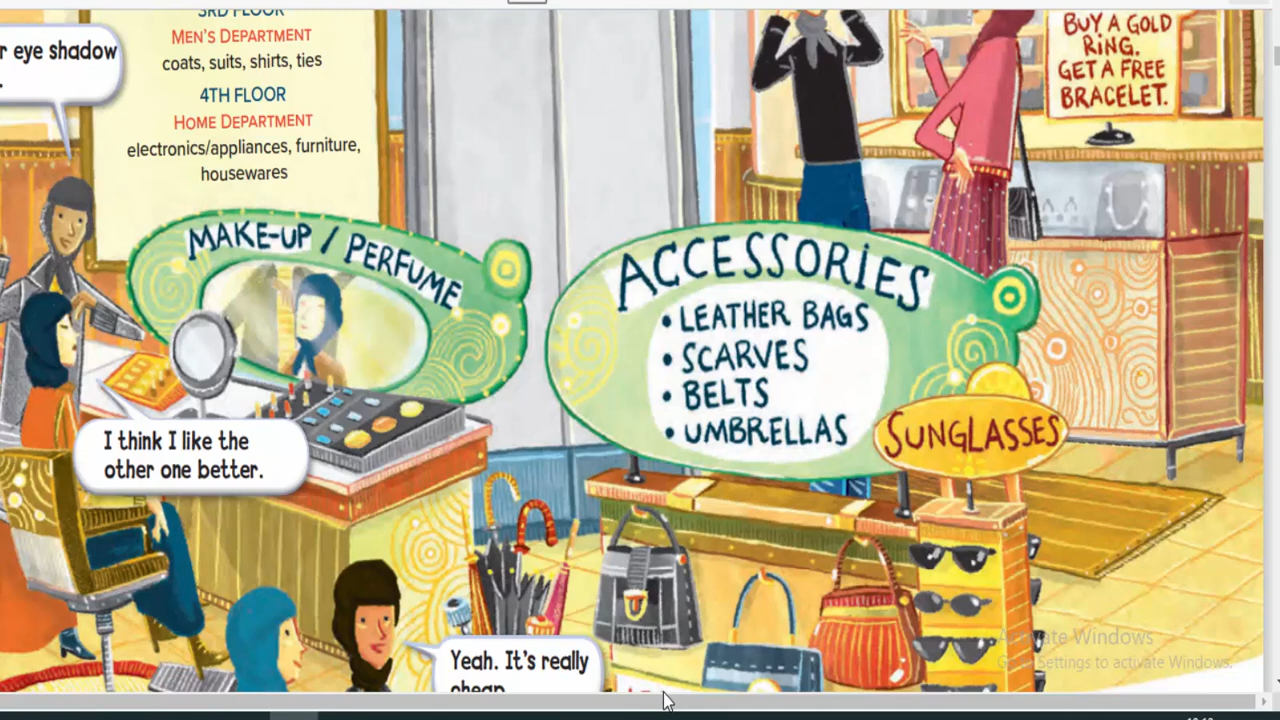 r eye shadow
.
3RD FLOOR
MEN'S DEPARTMENT
coats, suits, shirts, ties
4TH FLOOR
HOME DEPARTMENT
electronics/appliances, furniture,
housewares
BUY A GOLD
RING.
GET A FREE
BRACELET.
MAKE-UP / PERFUME
ACCESSORIES
• LEATHER BAGS
• SCARVES
• BELTS
• UMBRELLAS
SUNGLASSES
I think I like the
other one better.
Yeah. It's really
cheap
Activate Windows
Go to Settings to activate Windows.